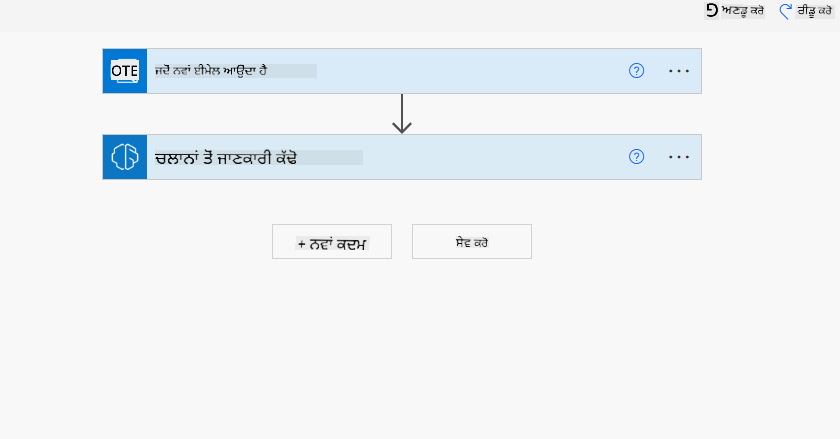 ਅਣਡੂ ਕਰੋ ਰੀਡੂ ਕਰੋ
OTE ਜਦੋਂ ਨਵਾਂ ਈਮੇਲ ਆਉਂਦਾ ਹੈ ?
ਚਲਾਨਾਂ ਤੋਂ ਜਾਣਕਾਰੀ ਕੱਢੋ ?
+ ਨਵਾਂ ਕਦਮ ਸੇਵ ਕਰੋ